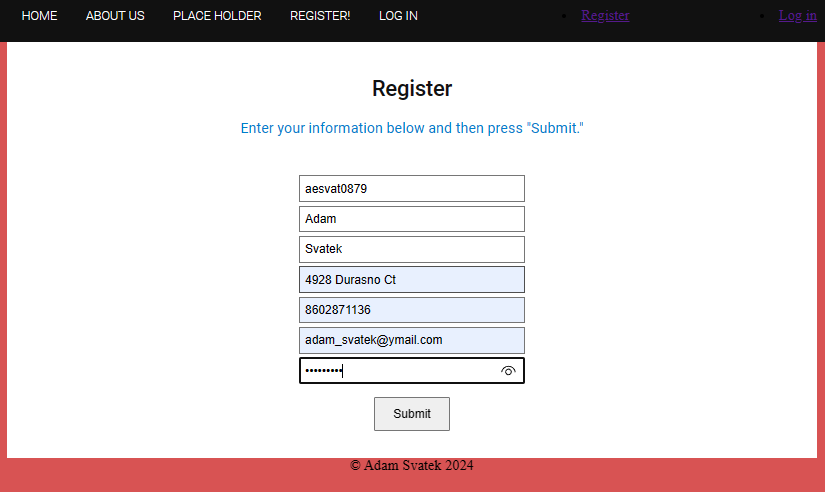 HOME ABOUT US PLACE HOLDER REGISTER! LOG IN • Register • Log in
Register
Enter your information below and then press "Submit."
aesvat0879
Adam
Svatek
4928 Durasno Ct
8602871136
adam_svatek@ymail.com
•••••••••
Submit
© Adam Svatek 2024